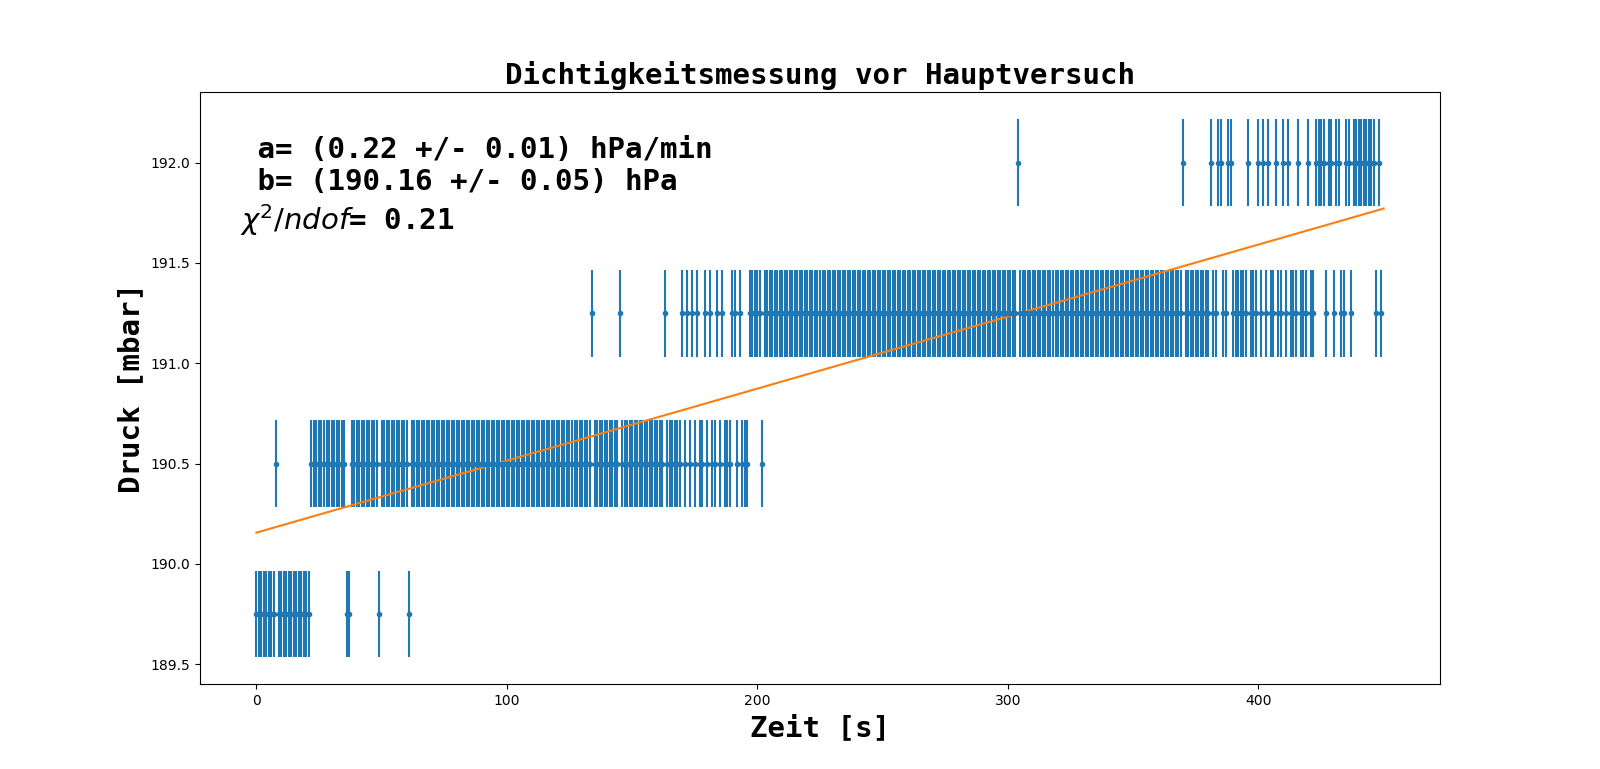 Dichtigkeitsmessung vor Hauptversuch
a= (0.22 +/- 0.01) hPa/min
b= (190.16 +/- 0.05) hPa
χ²/ndof= 0.21
192.0
191.5
191.0
190.5
190.0
189.5
Druck [mbar]
0 100 200 300 400
Zeit [s]